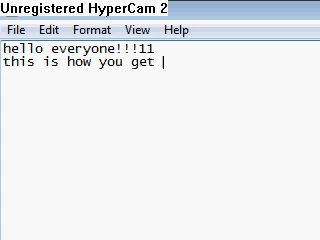 Unregistered HyperCam 2
File Edit Format View Help
hello everyone!!!11
this is how you get